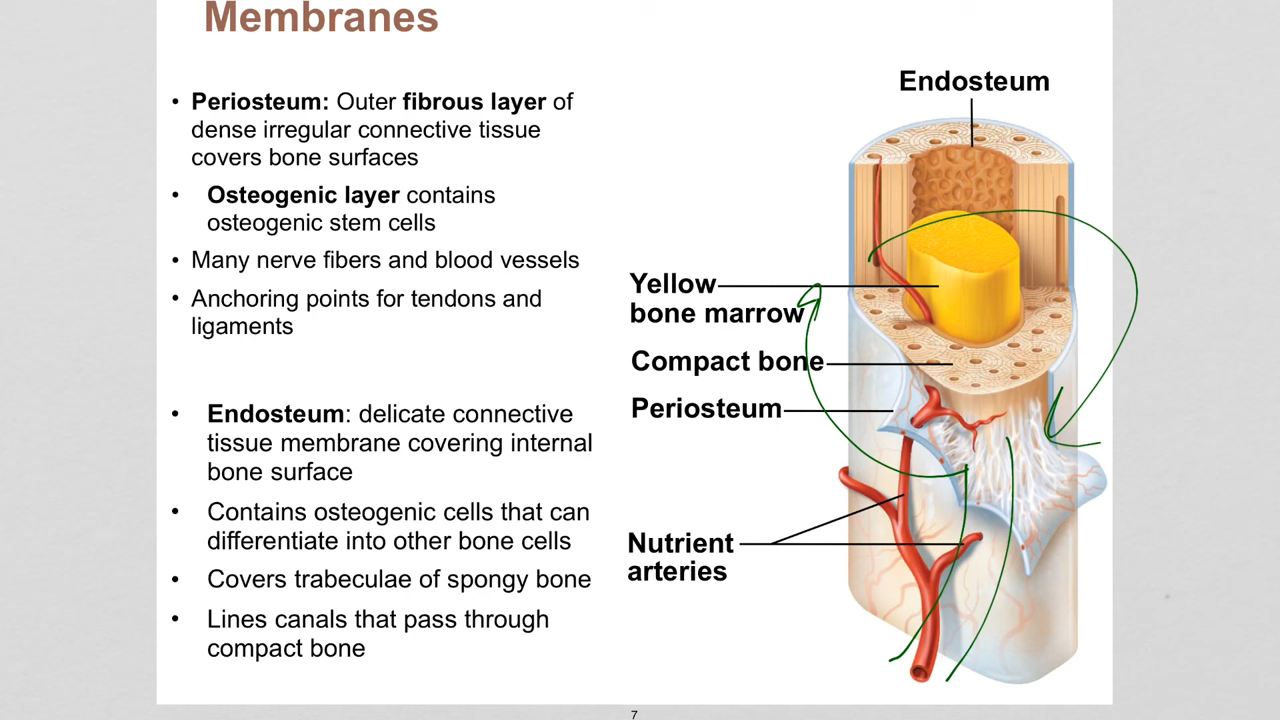 Membranes
• Periosteum: Outer fibrous layer of
dense irregular connective tissue
covers bone surfaces
• Osteogenic layer contains
osteogenic stem cells
• Many nerve fibers and blood vessels
• Anchoring points for tendons and
ligaments
• Endosteum: delicate connective
tissue membrane covering internal
bone surface
• Contains osteogenic cells that can
differentiate into other bone cells
• Covers trabeculae of spongy bone
• Lines canals that pass through
compact bone
Endosteum
Yellow
bone marrow
Compact bone
Periosteum
Nutrient
arteries
7